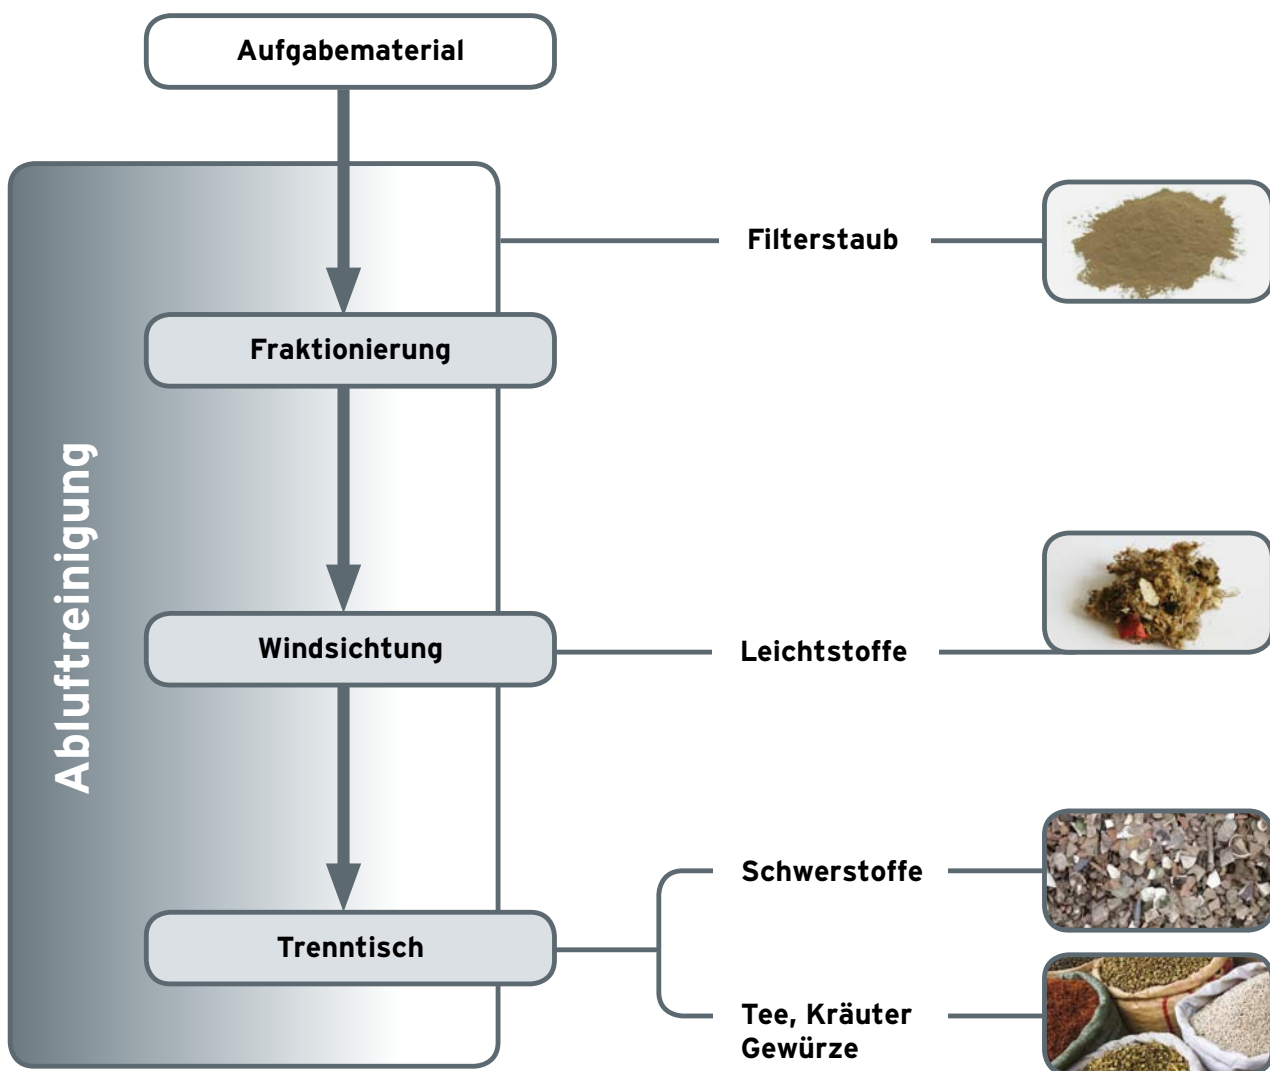 Aufgabematerial
Filterstaub
Fraktionierung
Abluftreinigung
Windsichtung
Leichtstoffe
Schwerstoffe
Trenntisch
Tee, Kräuter
Gewürze